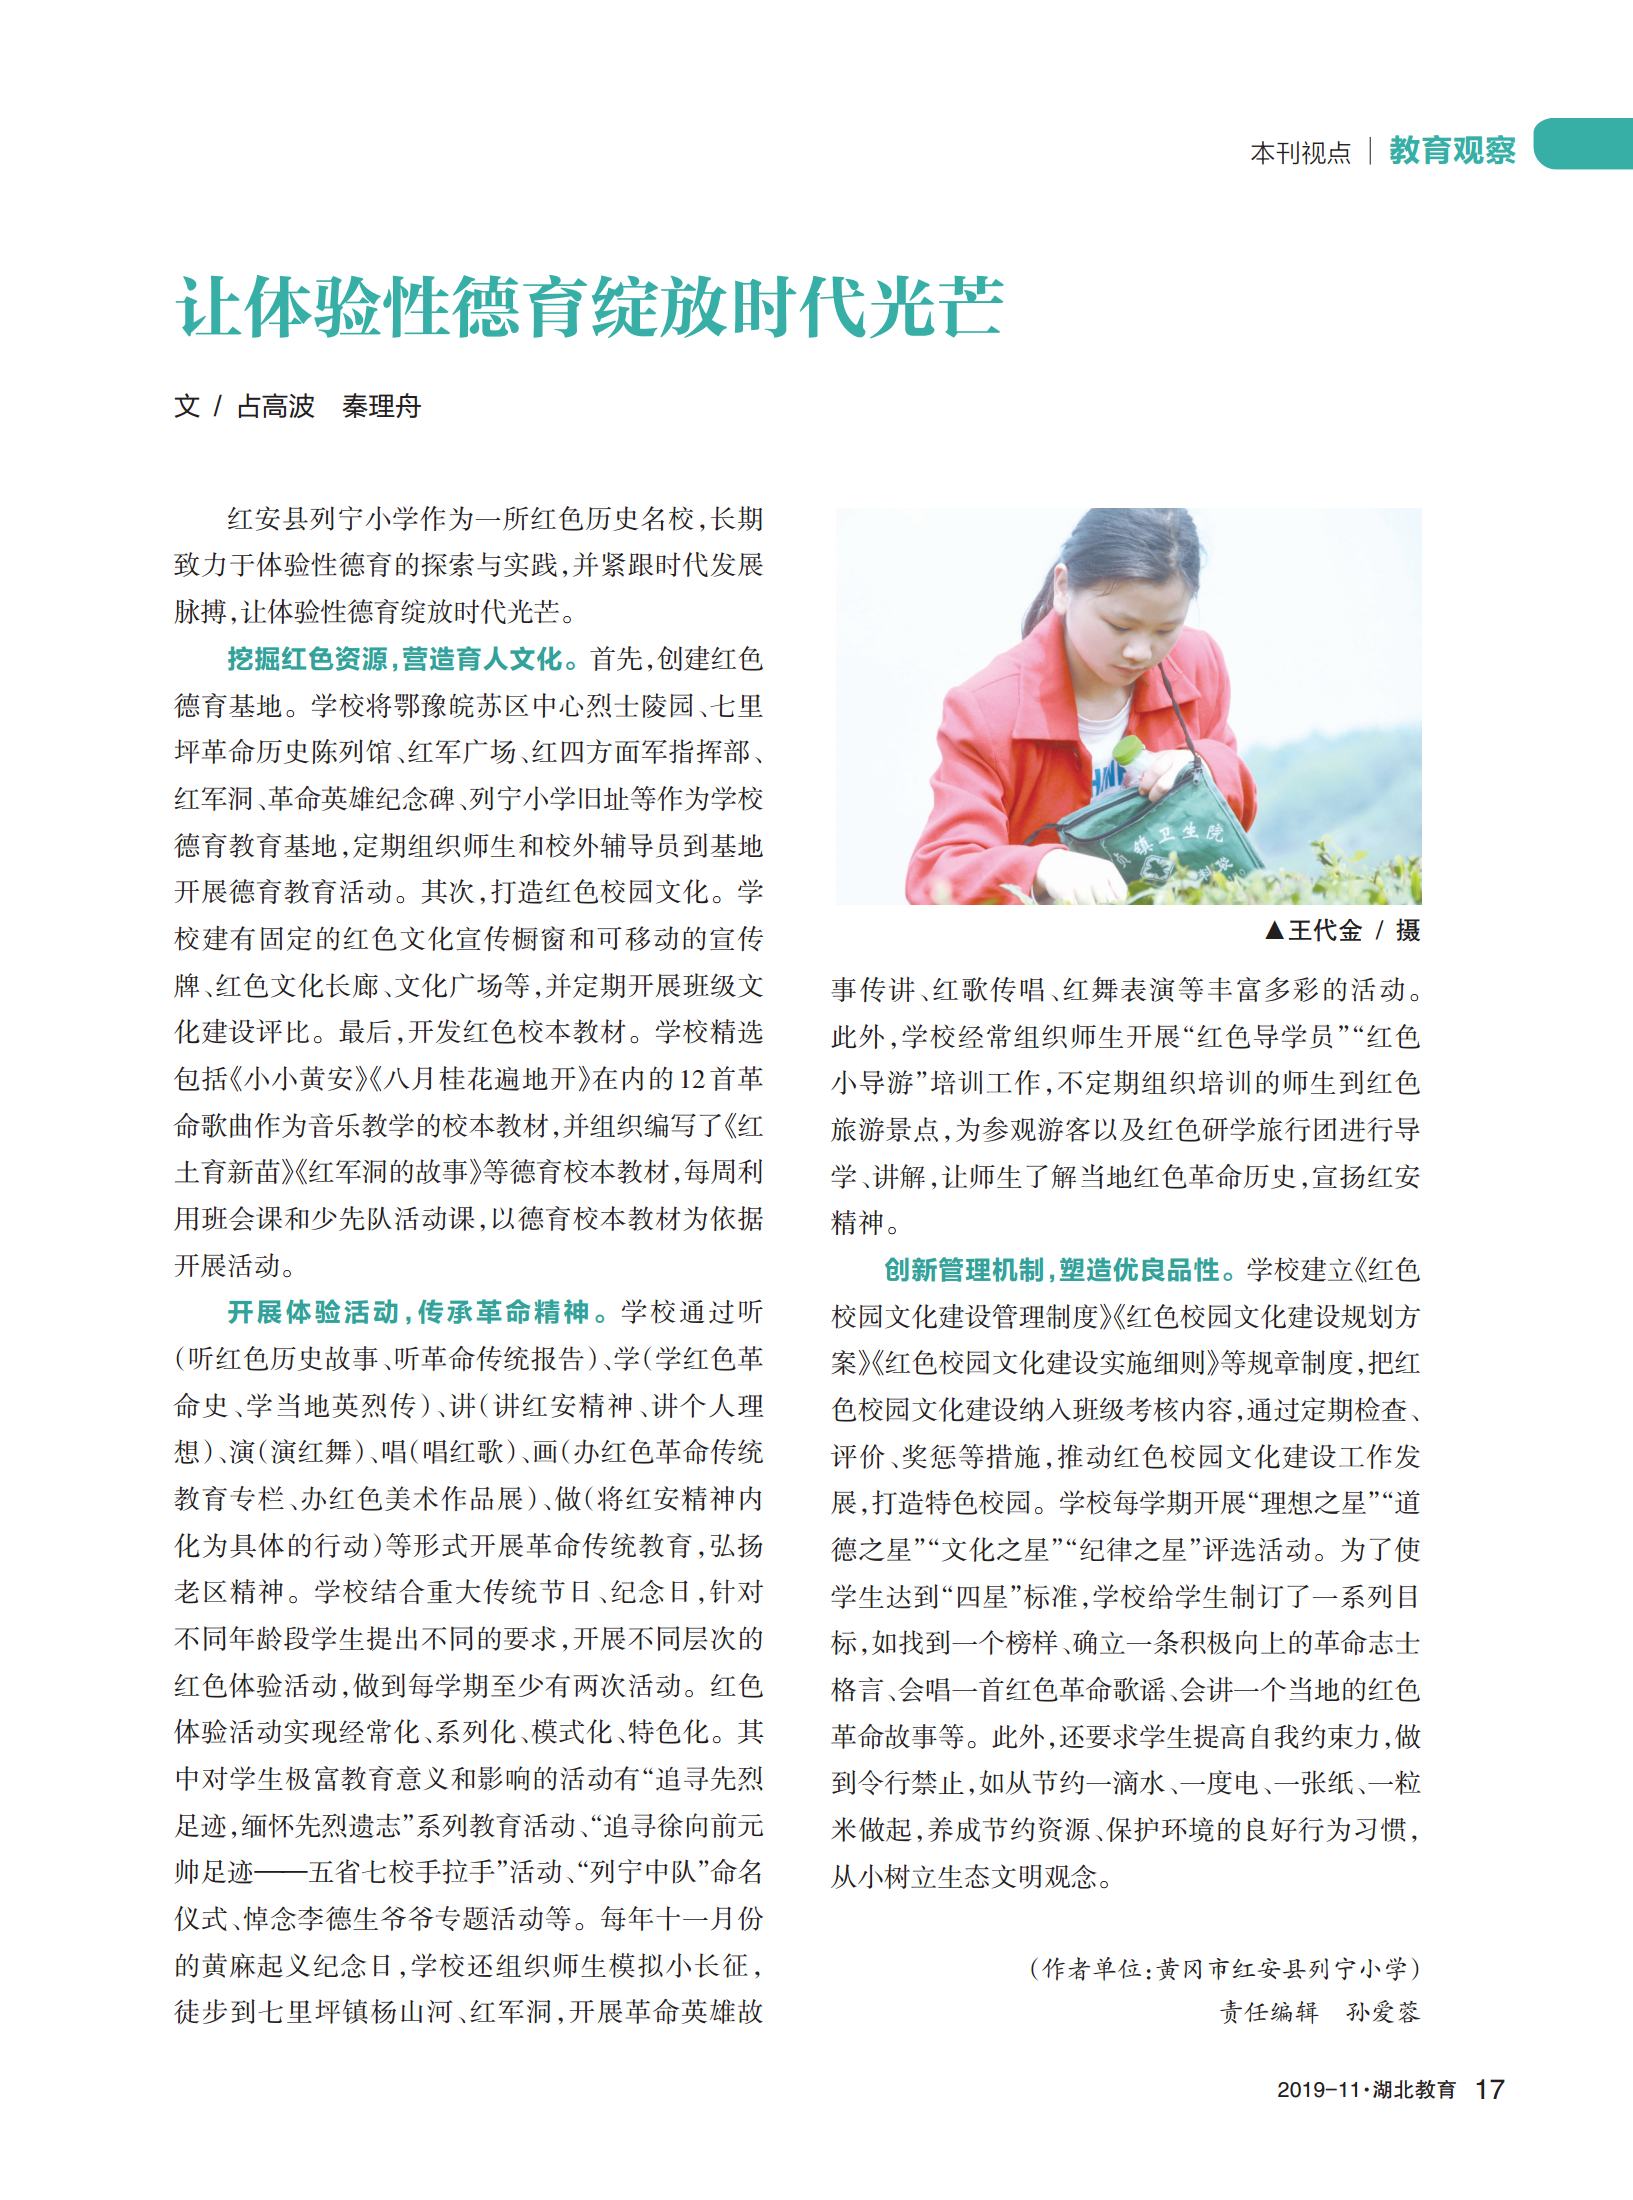 本刊视点 | 教育观察
让体验性德育绽放时代光芒
文 / 占高波　秦理舟
红安县列宁小学作为一所红色历史名校，长期
致力于体验性德育的探索与实践，并紧跟时代发展
脉搏，让体验性德育绽放时代光芒。
挖掘红色资源，营造育人文化。首先，创建红色
德育基地。学校将鄂豫皖苏区中心烈士陵园、七里
坪革命历史陈列馆、红军广场、红四方面军指挥部、
红军洞、革命英雄纪念碑、列宁小学旧址等作为学校
德育教育基地，定期组织师生和校外辅导员到基地
开展德育教育活动。其次，打造红色校园文化。学
校建有固定的红色文化宣传橱窗和可移动的宣传
牌、红色文化长廊、文化广场等，并定期开展班级文
化建设评比。最后，开发红色校本教材。学校精选
包括《小小黄安》《八月桂花遍地开》在内的12首革
命歌曲作为音乐教学的校本教材，并组织编写了《红
土育新苗》《红军洞的故事》等德育校本教材，每周利
用班会课和少先队活动课，以德育校本教材为依据
开展活动。
开展体验活动，传承革命精神。学校通过听
（听红色历史故事、听革命传统报告）、学（学红色革
命史、学当地英烈传）、讲（讲红安精神、讲个人理
想）、演（演红舞）、唱（唱红歌）、画（办红色革命传统
教育专栏、办红色美术作品展）、做（将红安精神内
化为具体的行动）等形式开展革命传统教育，弘扬
老区精神。学校结合重大传统节日、纪念日，针对
不同年龄段学生提出不同的要求，开展不同层次的
红色体验活动，做到每学期至少有两次活动。红色
体验活动实现经常化、系列化、模式化、特色化。其
中对学生极富教育意义和影响的活动有“追寻先烈
足迹，缅怀先烈遗志”系列教育活动、“追寻徐向前元
帅足迹——五省七校手拉手”活动、“列宁中队”命名
仪式、悼念李德生爷爷专题活动等。每年十一月份
的黄麻起义纪念日，学校还组织师生模拟小长征，
徒步到七里坪镇杨山河、红军洞，开展革命英雄故
镇卫生院
▲王代金 / 摄
事传讲、红歌传唱、红舞表演等丰富多彩的活动。
此外，学校经常组织师生开展“红色导学员”“红色
小导游”培训工作，不定期组织培训的师生到红色
旅游景点，为参观游客以及红色研学旅行团进行导
学、讲解，让师生了解当地红色革命历史，宣扬红安
精神。
创新管理机制，塑造优良品性。学校建立《红色
校园文化建设管理制度》《红色校园文化建设规划方
案》《红色校园文化建设实施细则》等规章制度，把红
色校园文化建设纳入班级考核内容，通过定期检查、
评价、奖惩等措施，推动红色校园文化建设工作发
展，打造特色校园。学校每学期开展“理想之星”“道
德之星”“文化之星”“纪律之星”评选活动。为了使
学生达到“四星”标准，学校给学生制订了一系列目
标，如找到一个榜样、确立一条积极向上的革命志士
格言、会唱一首红色革命歌谣、会讲一个当地的红色
革命故事等。此外，还要求学生提高自我约束力，做
到令行禁止，如从节约一滴水、一度电、一张纸、一粒
米做起，养成节约资源、保护环境的良好行为习惯，
从小树立生态文明观念。
（作者单位：黄冈市红安县列宁小学）
责任编辑　孙爱蓉
2019-11·湖北教育 17